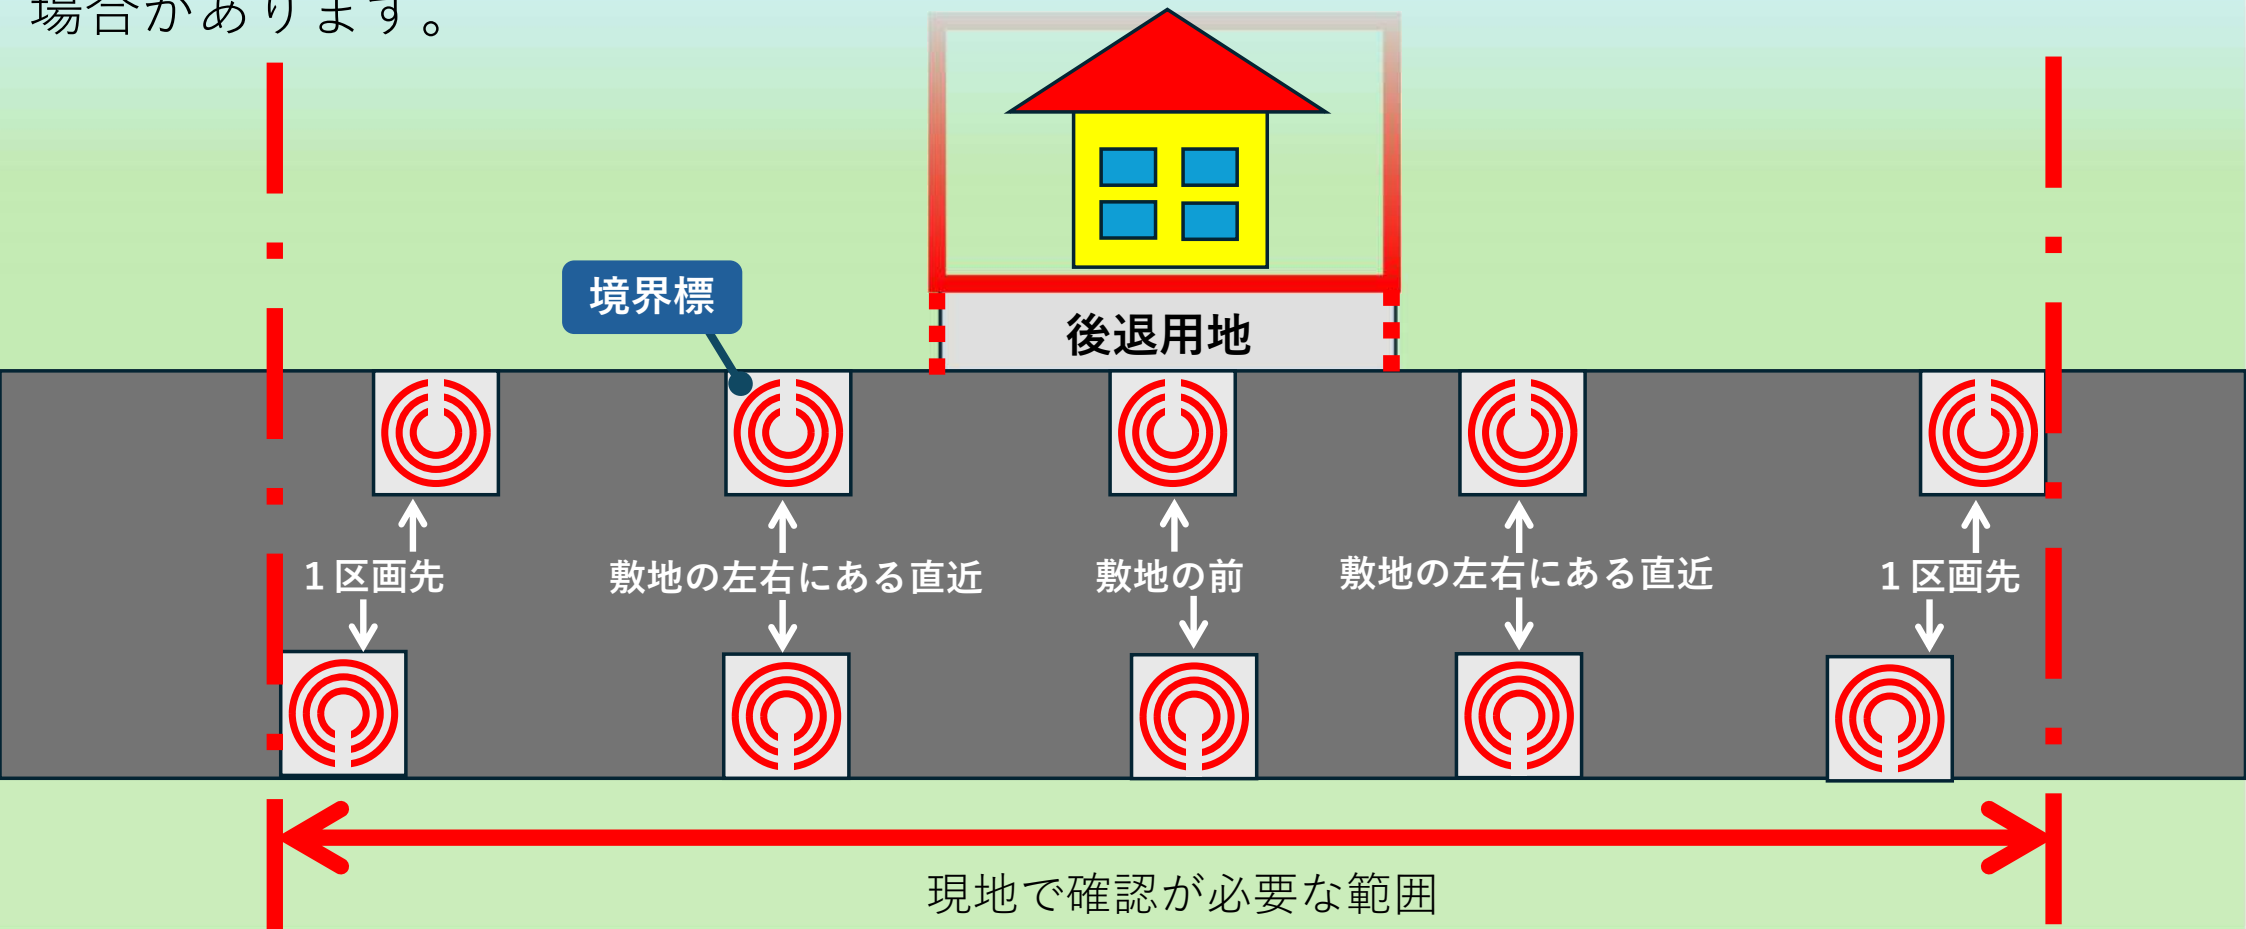 場合があります。
境界標
後退用地
１区画先
敷地の左右にある直近
敷地の前
敷地の左右にある直近
１区画先
現地で確認が必要な範囲